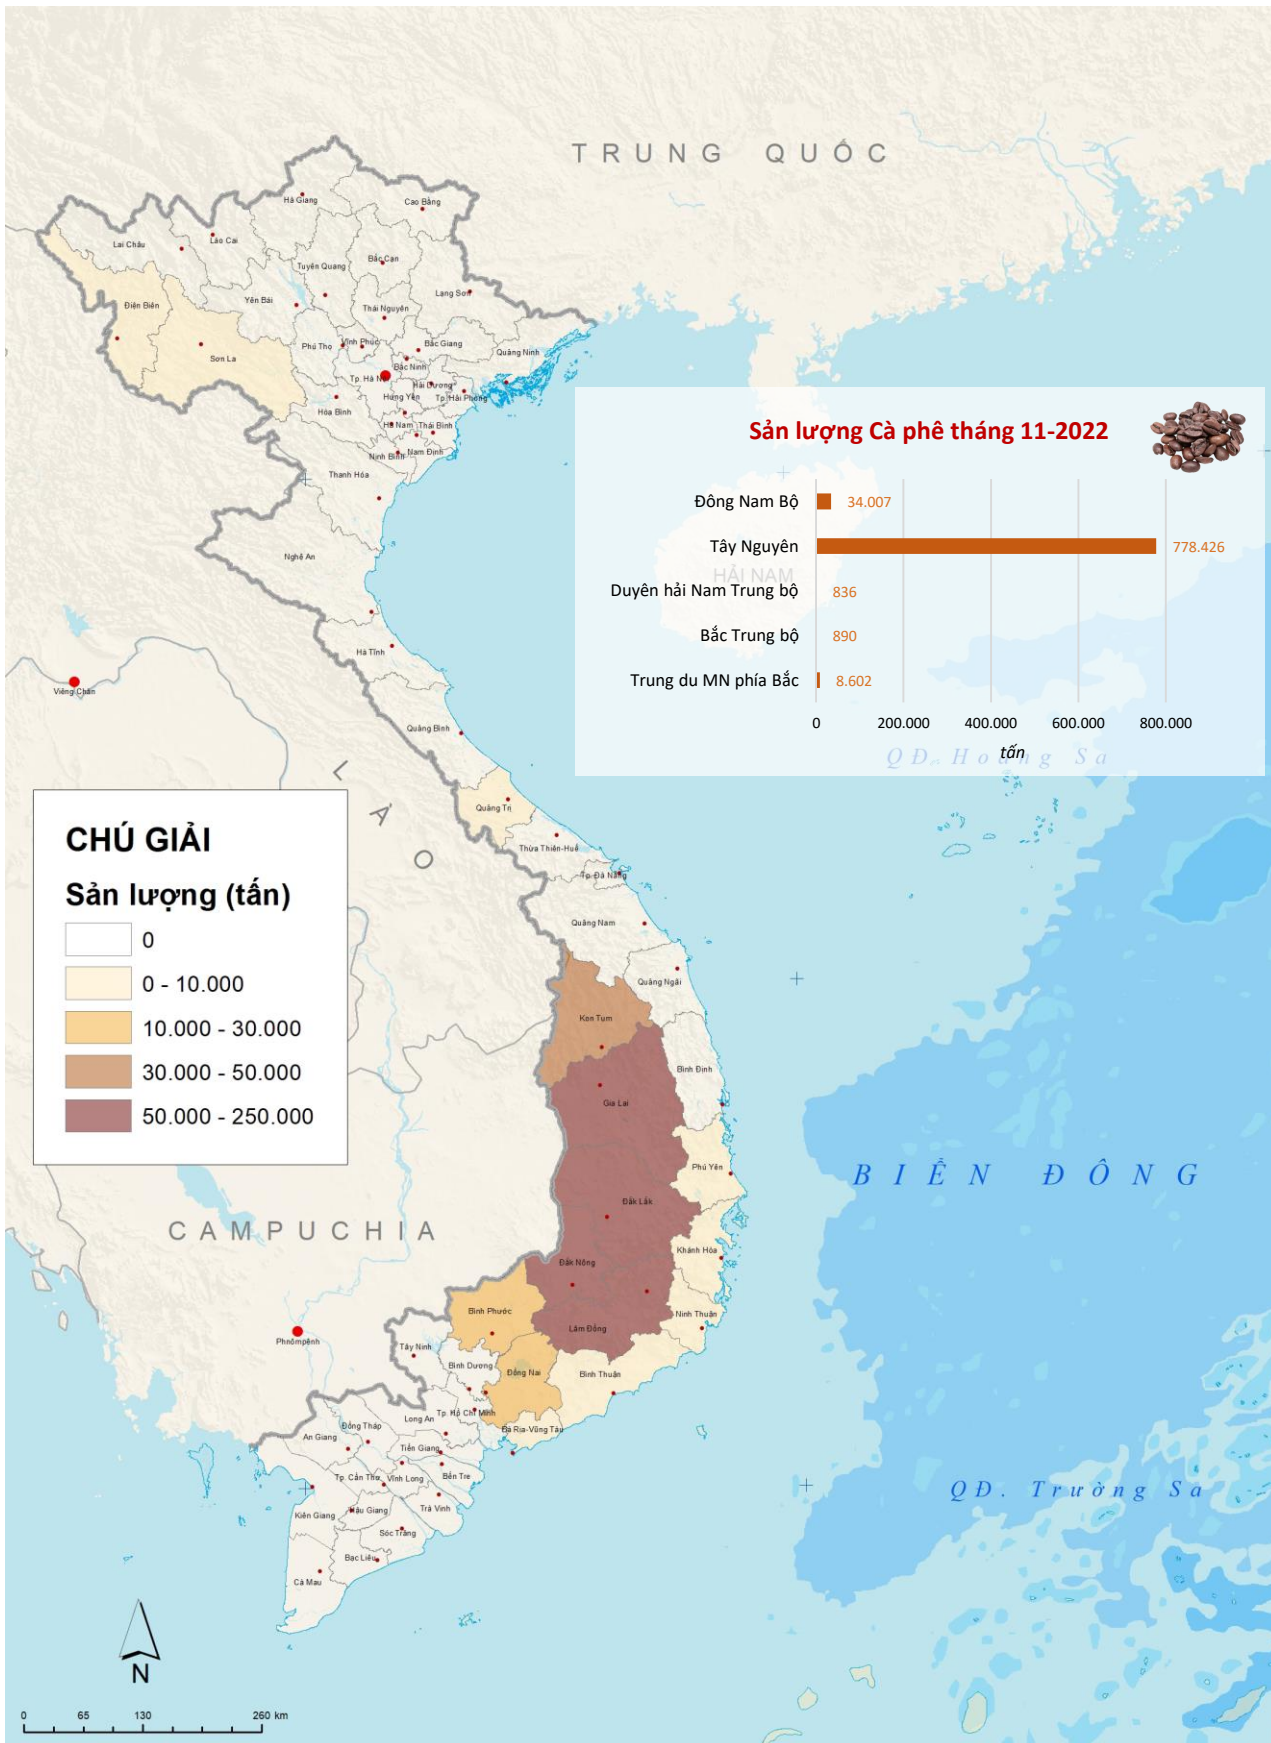 TRUNG QUỐC
Hà Giang
Cao Bằng
Lai Châu
Lào Cai
Bắc Cạn
Tuyên Quang
Lạng Sơn
Yên Bái
Điện Biên
Thái Nguyên
Phú Thọ
Vĩnh Phúc
Bắc Giang
Quảng Ninh
Sơn La
Bắc Ninh
Tp. Hà Nội
Hải Dương
Hưng Yên
Tp. Hải Phòng
Hòa Bình
Hà Nam
Thái Bình
Ninh Bình
Nam Định
Thanh Hóa
Nghệ An
Hà Tĩnh
Viêng Chăn
Quảng Bình
LÀO
Quảng Trị
Thừa Thiên-Huế
Tp. Đà Nẵng
Quảng Nam
Quảng Ngãi
Kon Tum
Bình Định
Gia Lai
Phú Yên
Đắk Lắk
Khánh Hòa
Đắk Nông
Ninh Thuận
Lâm Đồng
Bình Phước
Tây Ninh
Bình Dương
Đồng Nai
Bình Thuận
Tp. Hồ Chí Minh
Long An
Bà Rịa-Vũng Tàu
Đồng Tháp
An Giang
Tiền Giang
Tp. Cần Thơ
Vĩnh Long
Bến Tre
Kiên Giang
Hậu Giang
Trà Vinh
Sóc Trăng
Bạc Liêu
Cà Mau
CAMPUCHIA
Phnômpênh
Sản lượng Cà phê tháng 11-2022
Đông Nam Bộ 34.007
Tây Nguyên 778.426
HẢI NAM
Duyên hải Nam Trung bộ 836
Bắc Trung bộ 890
Trung du MN phía Bắc 8.602
0 200.000 400.000 600.000 800.000
tấn
QĐ. Hoàng Sa
CHÚ GIẢI
Sản lượng (tấn)
0
0 - 10.000
10.000 - 30.000
30.000 - 50.000
50.000 - 250.000
BIỂN ĐÔNG
QĐ. Trường Sa
N
0 65 130 260 km